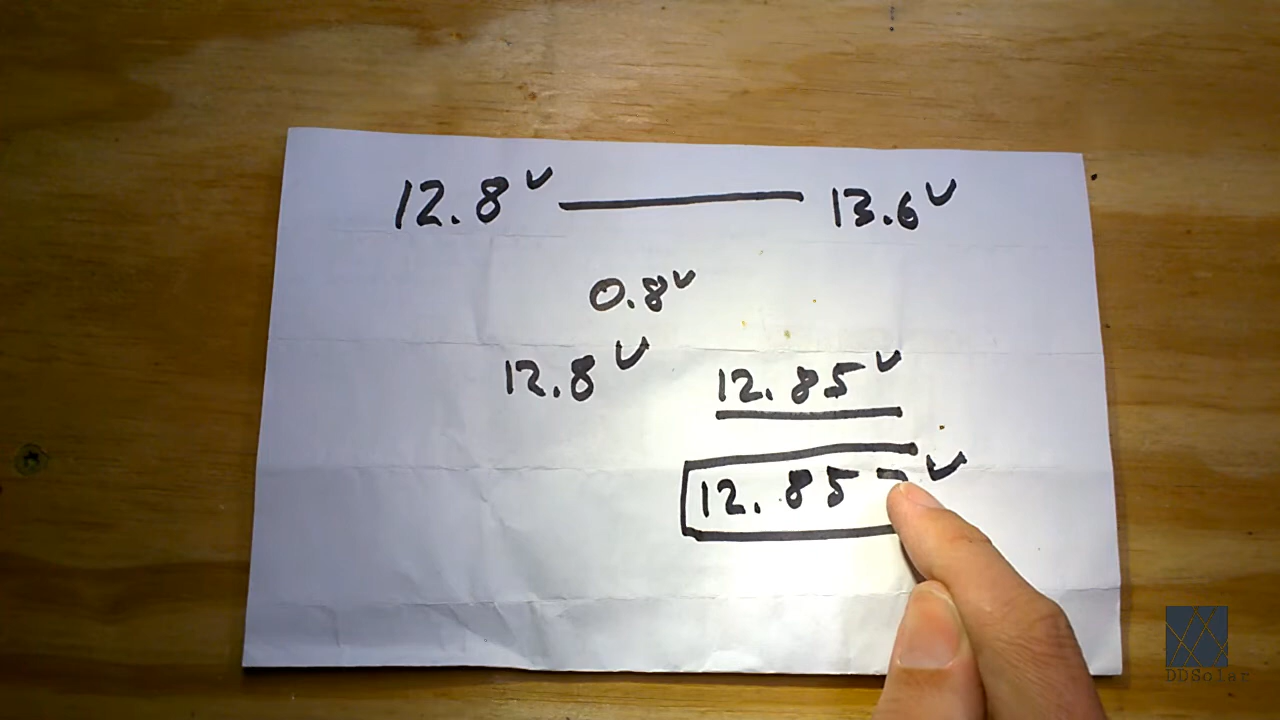 12.8v — 13.6v
0.8v
12.8v 12.85v
12.85 - v
DDSolar